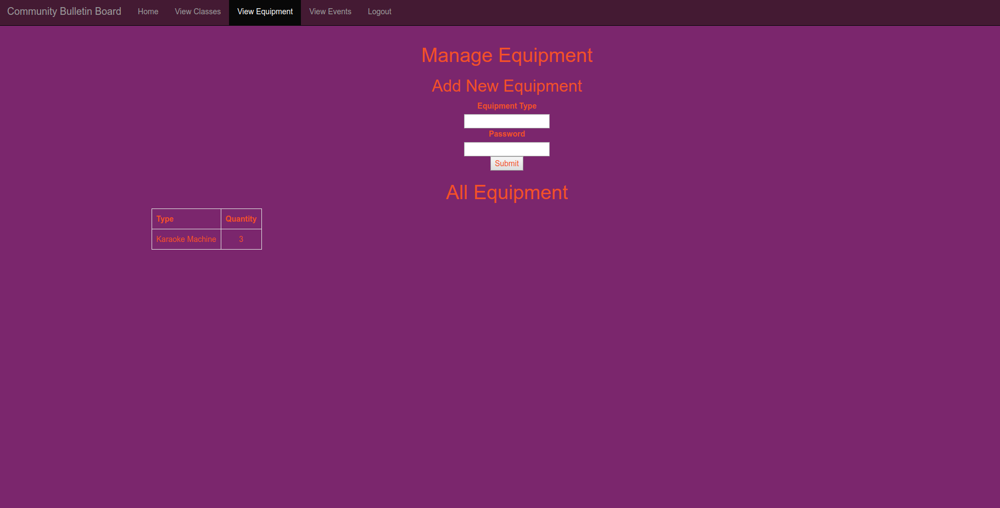 Community Bulletin Board Home View Classes View Equipment View Events Logout
Manage Equipment
Add New Equipment
Equipment Type
Password
Submit
All Equipment
Type Quantity
Karaoke Machine 3